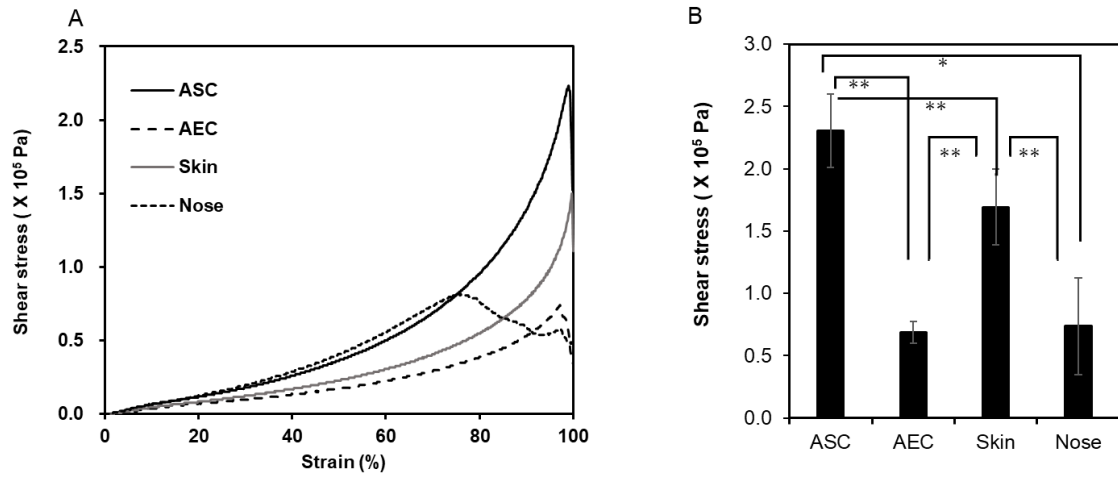 A
Shear stress ( X 10⁵ Pa)
2.5
2.0
1.5
1.0
0.5
0.0
ASC
AEC
Skin
Nose
0 20 40 60 80 100
Strain (%)
B
Shear stress ( X 10⁵ Pa)
3.0
2.5
2.0
1.5
1.0
0.5
0.0
*
**
**
** **
ASC AEC Skin Nose